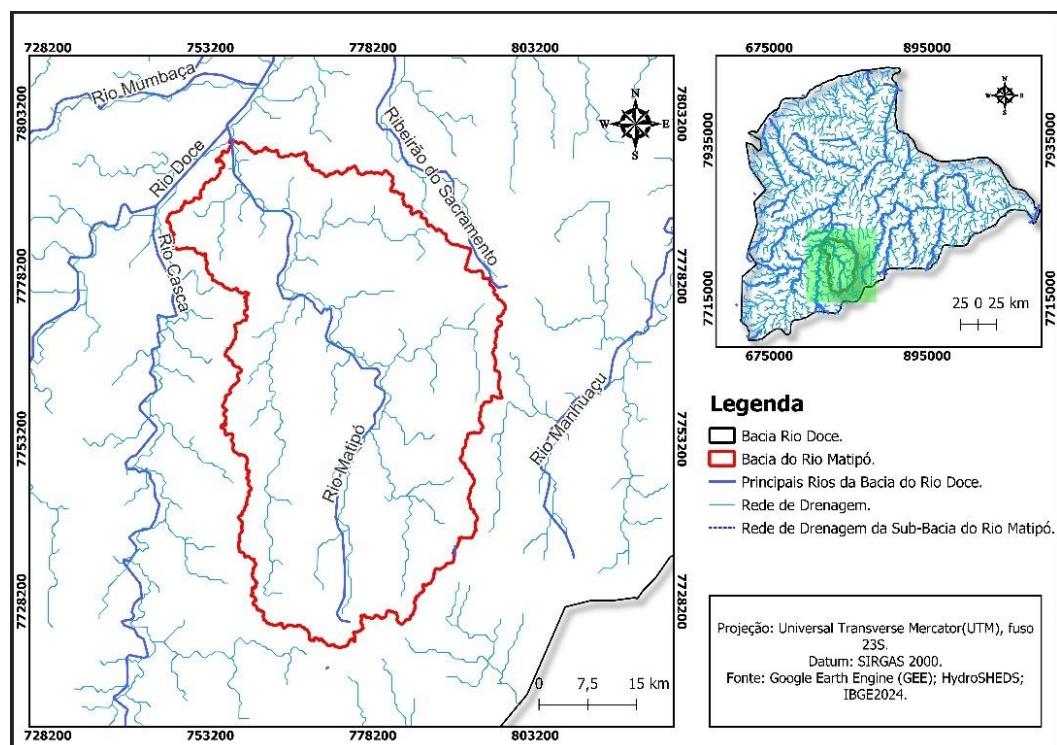 728200 753200 778200 803200
7803200
7778200
7753200
7728200
Rio Mumbaça
Rio Doce
Ribeirão do Sacramento
Rio Casca
Rio Matipó
Rio Manhuaçu
N
W E
S
7803200
7778200
7753200
7728200
0 7,5 15 km
728200 753200 778200 803200
675000 895000
7935000
7715000
N
W E
S
7935000
7715000
25 0 25 km
675000 895000
Legenda
Bacia Rio Doce.
Bacia do Rio Matipó.
Principais Rios da Bacia do Rio Doce.
Rede de Drenagem.
Rede de Drenagem da Sub-Bacia do Rio Matipó.
Projeção: Universal Transverse Mercator(UTM), fuso
23S.
Datum: SIRGAS 2000.
Fonte: Google Earth Engine (GEE); HydroSHEDS;
IBGE2024.